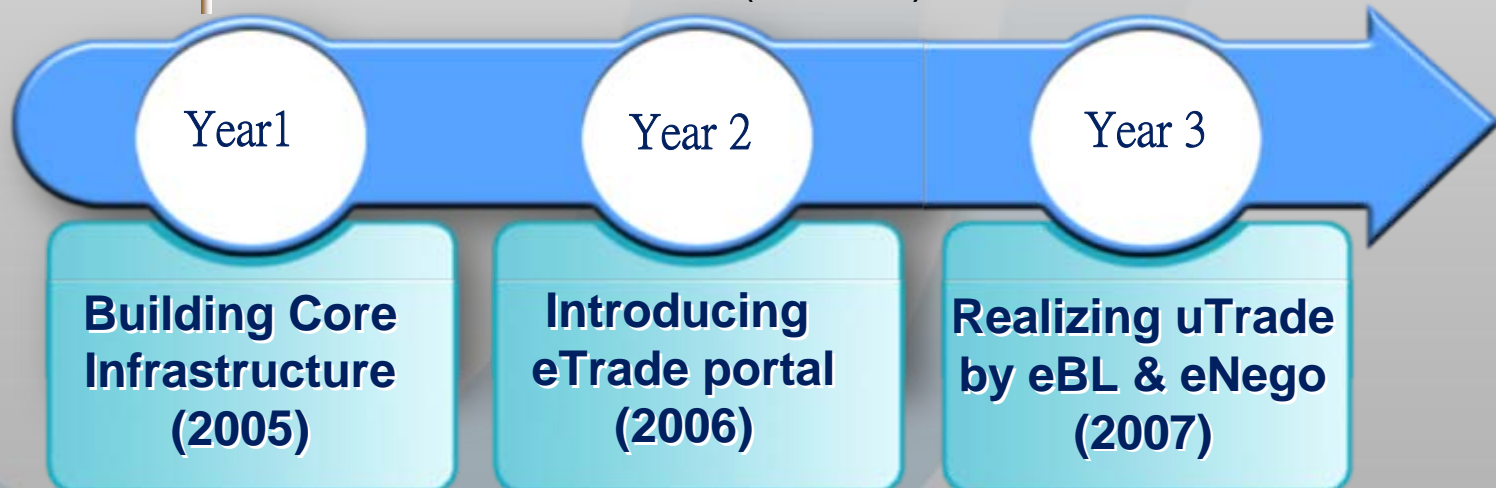 Year1
Year 2
Year 3
Building Core
Infrastructure
(2005)
Introducing
eTrade portal
(2006)
Realizing uTrade
by eBL & eNego
(2007)